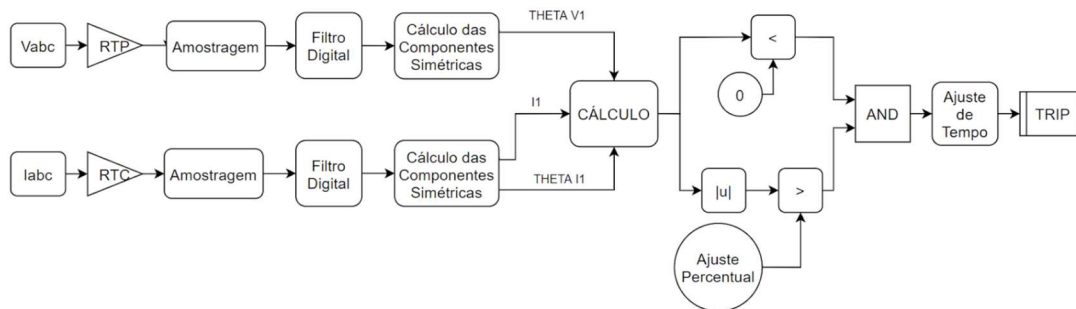 THETA V1
Vabc
RTP
Amostragem
Filtro
Digital
Cálculo das
Componentes
Simétricas
<
0
I1
CÁLCULO
AND
Ajuste
de
Tempo
TRIP
Iabc
RTC
Amostragem
Filtro
Digital
Cálculo das
Componentes
Simétricas
THETA I1
|u|
>
Ajuste
Percentual